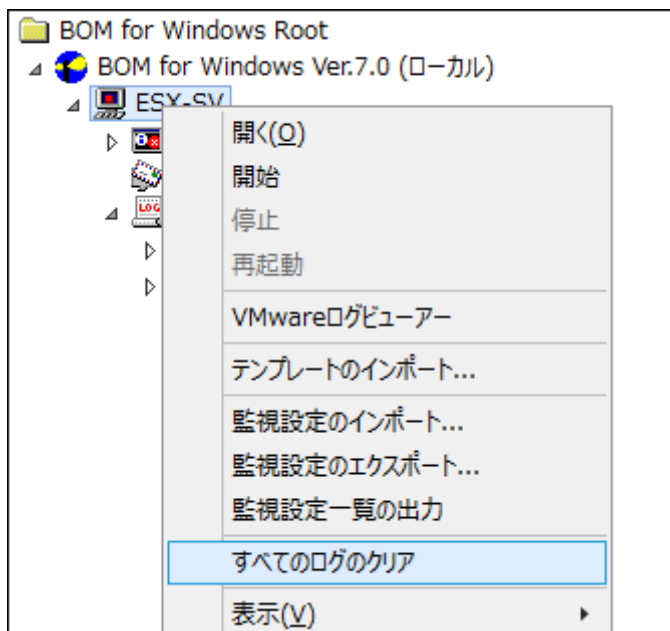 BOM for Windows Root
BOM for Windows Ver.7.0 (ローカル)
ESX-SV
開く(O)
開始
停止
再起動
VMwareログビューアー
テンプレートのインポート...
監視設定のインポート...
監視設定のエクスポート...
監視設定一覧の出力
すべてのログのクリア
表示(V)
LOG